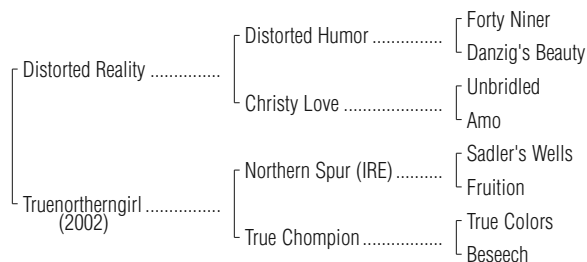 Forty Niner
Distorted Humor ................
Danzig's Beauty
Distorted Reality ...............
Unbridled
Christy Love .....................
Amo
Sadler's Wells
Northern Spur (IRE) ..........
Fruition
Truenortherngirl ................
(2002)
True Colors
True Chompion .................
Beseech